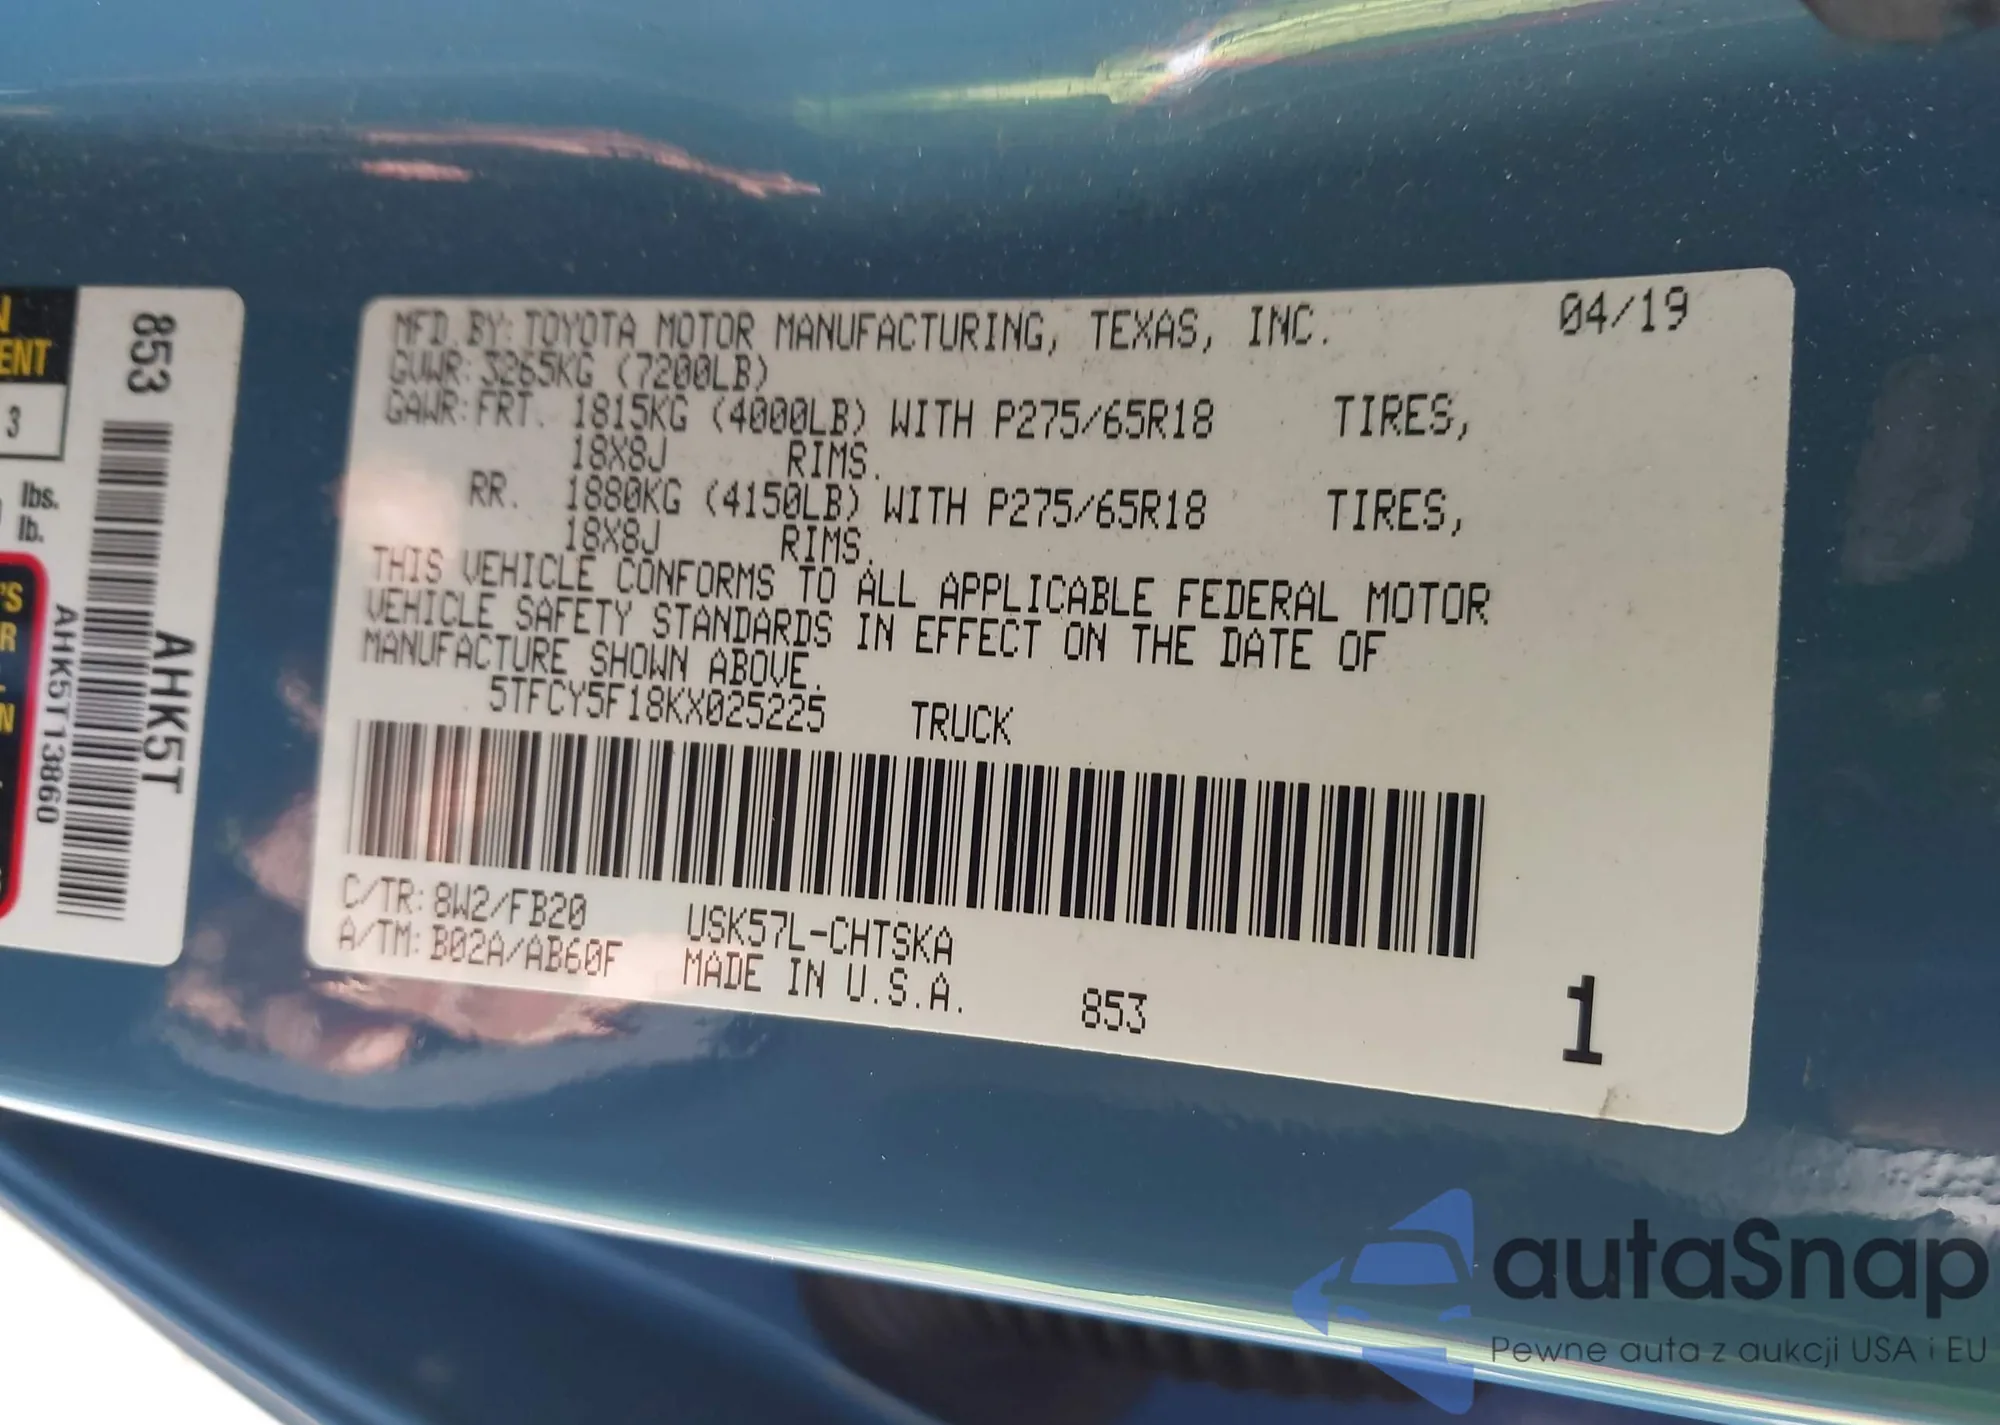 N
ENT
3
lbs.
lb.
'S
R
N
853
AHK5T
AHK5T13860
MFD. BY: TOYOTA MOTOR MANUFACTURING, TEXAS, INC. 04/19
GVWR: 3265KG (7200LB)
GAWR: FRT. 1815KG (4000LB) WITH P275/65R18 TIRES,
18X8J RIMS.
RR. 1880KG (4150LB) WITH P275/65R18 TIRES,
18X8J RIMS.
THIS VEHICLE CONFORMS TO ALL APPLICABLE FEDERAL MOTOR
VEHICLE SAFETY STANDARDS IN EFFECT ON THE DATE OF
MANUFACTURE SHOWN ABOVE.
5TFCY5F18KX025225 TRUCK
C/TR: 8W2/FB20 USK57L-CHTSKA
A/TM: B02A/AB60F MADE IN U.S.A. 853 1
autaSnap
Pewne auta z aukcji USA i EU